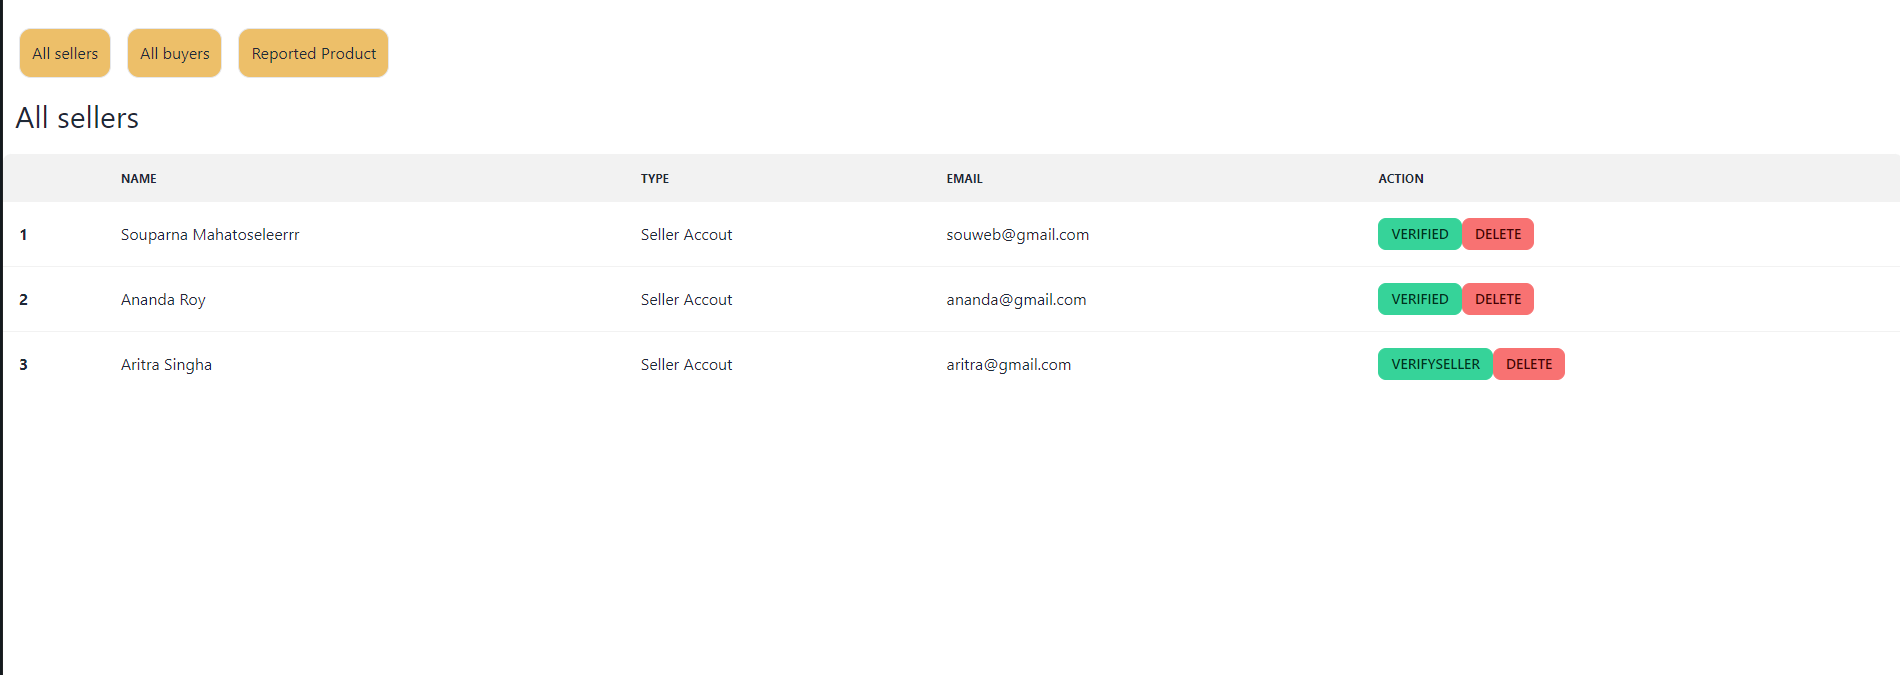 All sellers All buyers Reported Product
All sellers
NAME TYPE EMAIL ACTION
1 Souparna Mahatoseleerrr Seller Accout souweb@gmail.com VERIFIED DELETE
2 Ananda Roy Seller Accout ananda@gmail.com VERIFIED DELETE
3 Aritra Singha Seller Accout aritra@gmail.com VERIFYSELLER DELETE